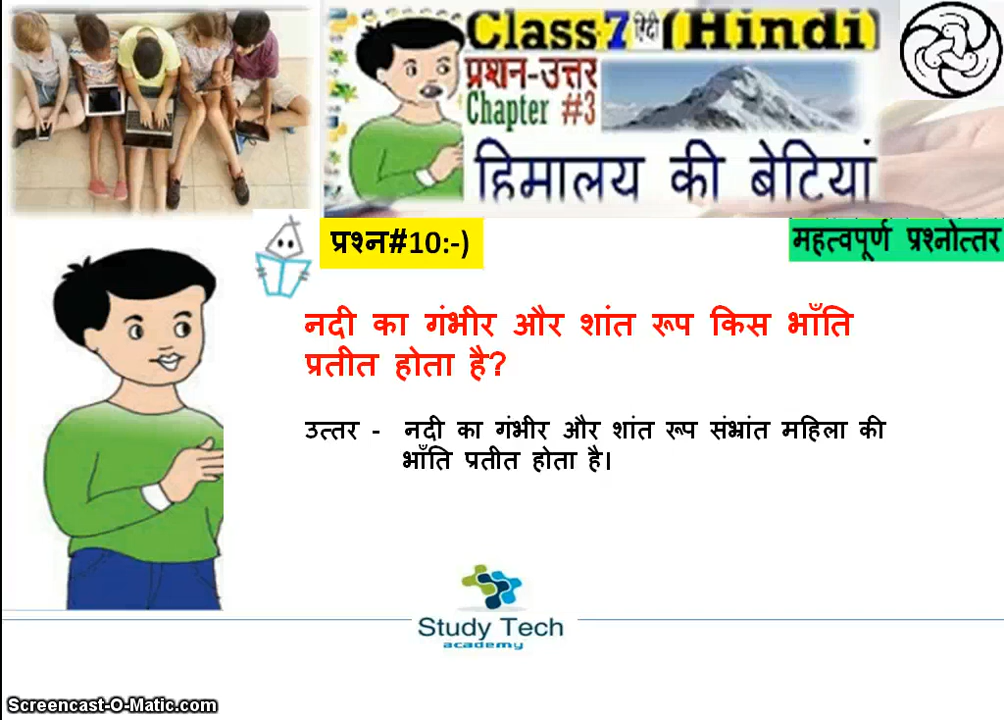 Class-7 हिंदी (Hindi)
प्रशन-उत्तर
Chapter #3
हिमालय की बेटियां
प्रश्न#10:-)
महत्वपूर्ण प्रश्नोत्तर
नदी का गंभीर और शांत रूप किस भाँति
प्रतीत होता है?
उत्तर - नदी का गंभीर और शांत रूप संभ्रांत महिला की
भाँति प्रतीत होता है।
Study Tech
academy
Screencast-O-Matic.com